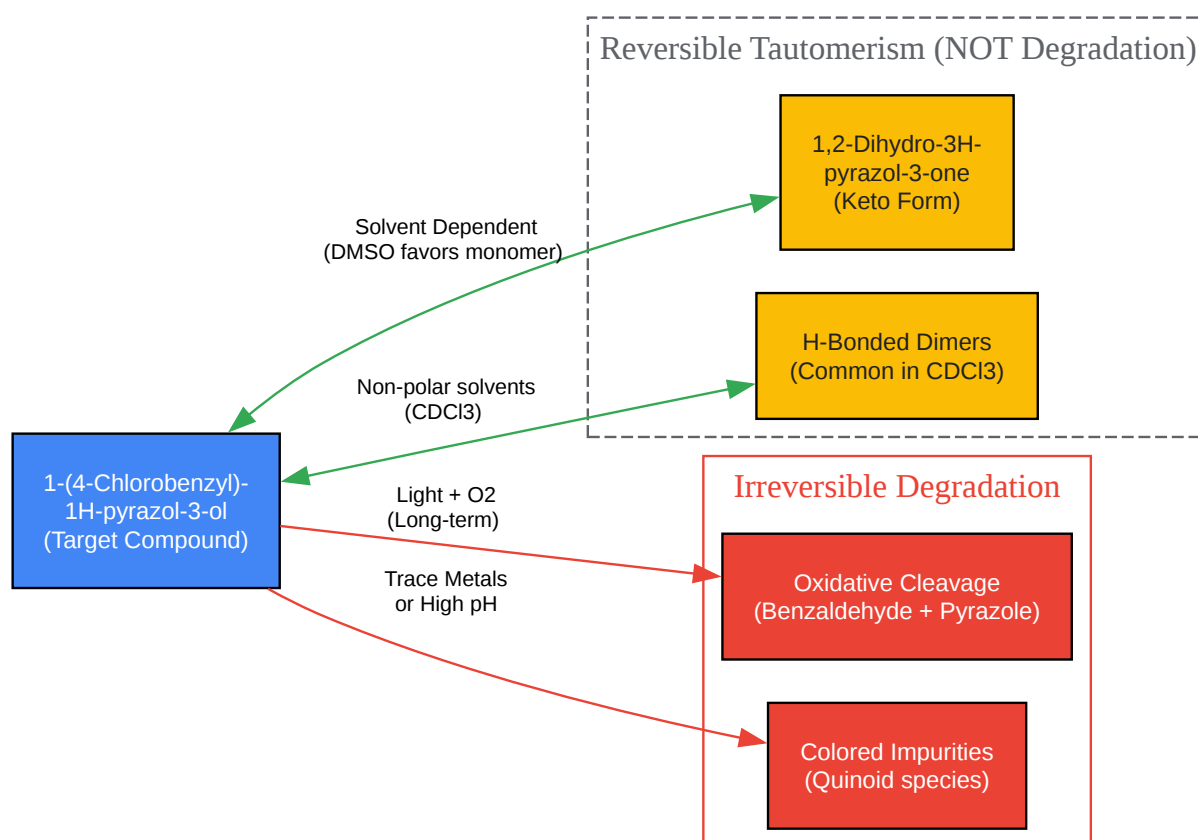 Reversible Tautomerism (NOT Degradation)
1,2-Dihydro-3H-
pyrazol-3-one
(Keto Form)
Solvent Dependent
(DMSO favors monomer)
H-Bonded Dimers
(Common in CDCl3)
Non-polar solvents
(CDCl3)
1-(4-Chlorobenzyl)-
1H-pyrazol-3-ol
(Target Compound)
Irreversible Degradation
Light + O2
(Long-term)
Oxidative Cleavage
(Benzaldehyde + Pyrazole)
Trace Metals
or High pH
Colored Impurities
(Quinoid species)